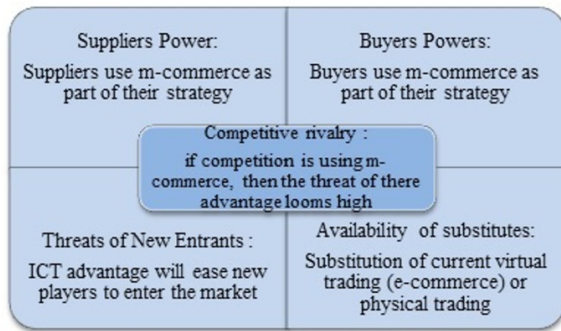 Suppliers Power:
Suppliers use m-commerce as
part of their strategy
Buyers Powers:
Buyers use m-commerce as
part of their strategy
Competitive rivalry :
if competition is using m-
commerce, then the threat of there
advantage looms high
Threats of New Entrants :
ICT advantage will ease new
players to enter the market
Availability of substitutes:
Substitution of current virtual
trading (e-commerce) or
physical trading